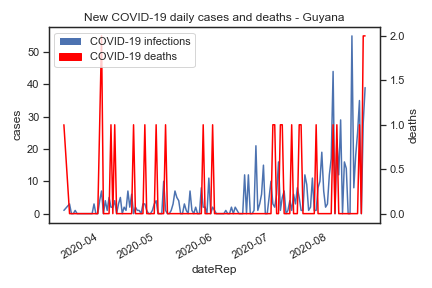 New COVID-19 daily cases and deaths - Guyana
COVID-19 infections
COVID-19 deaths
cases
50
40
30
20
10
0
deaths
2.0
1.5
1.0
0.5
0.0
2020-04
2020-05
2020-06
2020-07
2020-08
dateRep